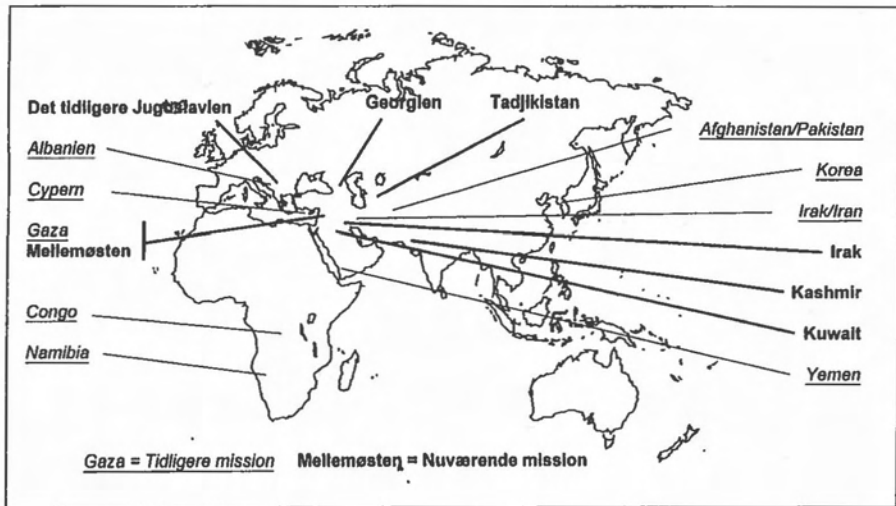 Det tidligere Jugoslavien
Georgien
Tadjikistan
Albanien
Afghanistan/Pakistan
Cypern
Korea
Gaza
Irak/Iran
Mellemøsten
Irak
Kashmir
Congo
Kuwait
Namibia
Yemen
Gaza = Tidligere mission Mellemøsten = Nuværende mission